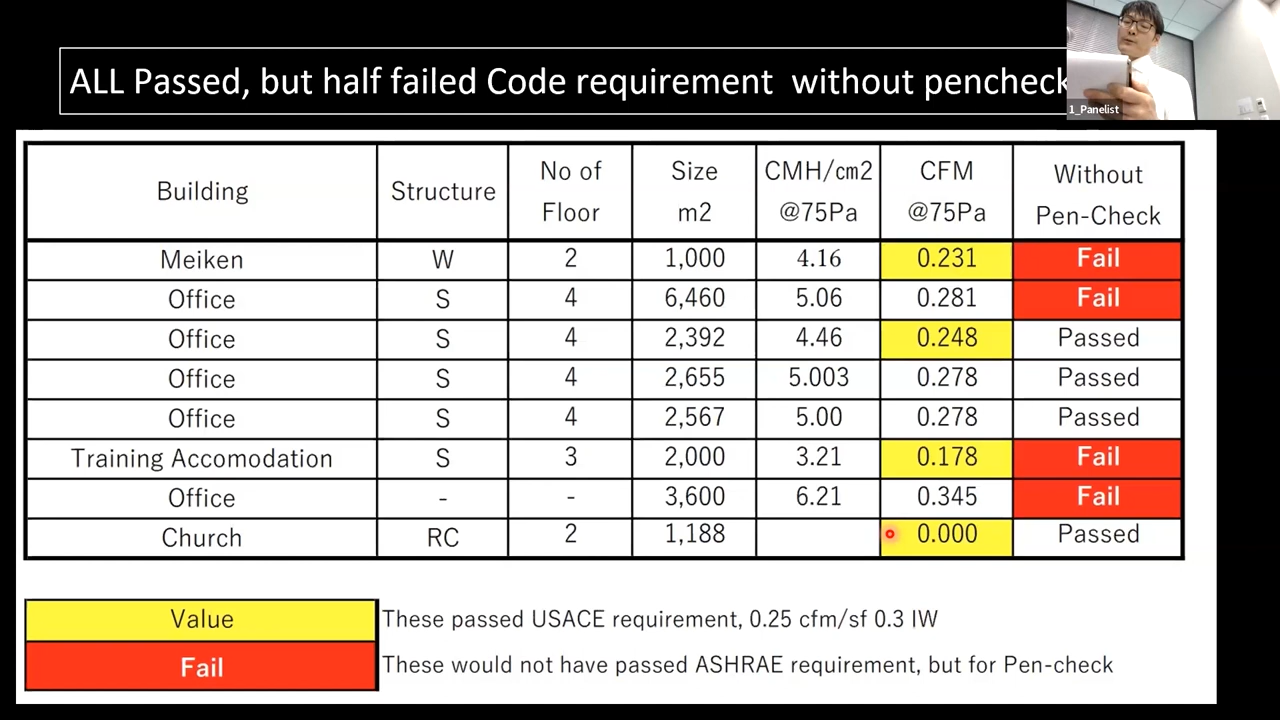 ALL Passed, but half failed Code requirement without pencheck
1_Panelist
Building Structure No of Floor Size m2 CMH/cm2 @75Pa CFM @75Pa Without Pen-Check
Meiken W 2 1,000 4.16 0.231 Fail
Office S 4 6,460 5.06 0.281 Fail
Office S 4 2,392 4.46 0.248 Passed
Office S 4 2,655 5.003 0.278 Passed
Office S 4 2,567 5.00 0.278 Passed
Training Accomodation S 3 2,000 3.21 0.178 Fail
Office - - 3,600 6.21 0.345 Fail
Church RC 2 1,188 0.000 Passed
Value These passed USACE requirement, 0.25 cfm/sf 0.3 IW
Fail These would not have passed ASHRAE requirement, but for Pen-check